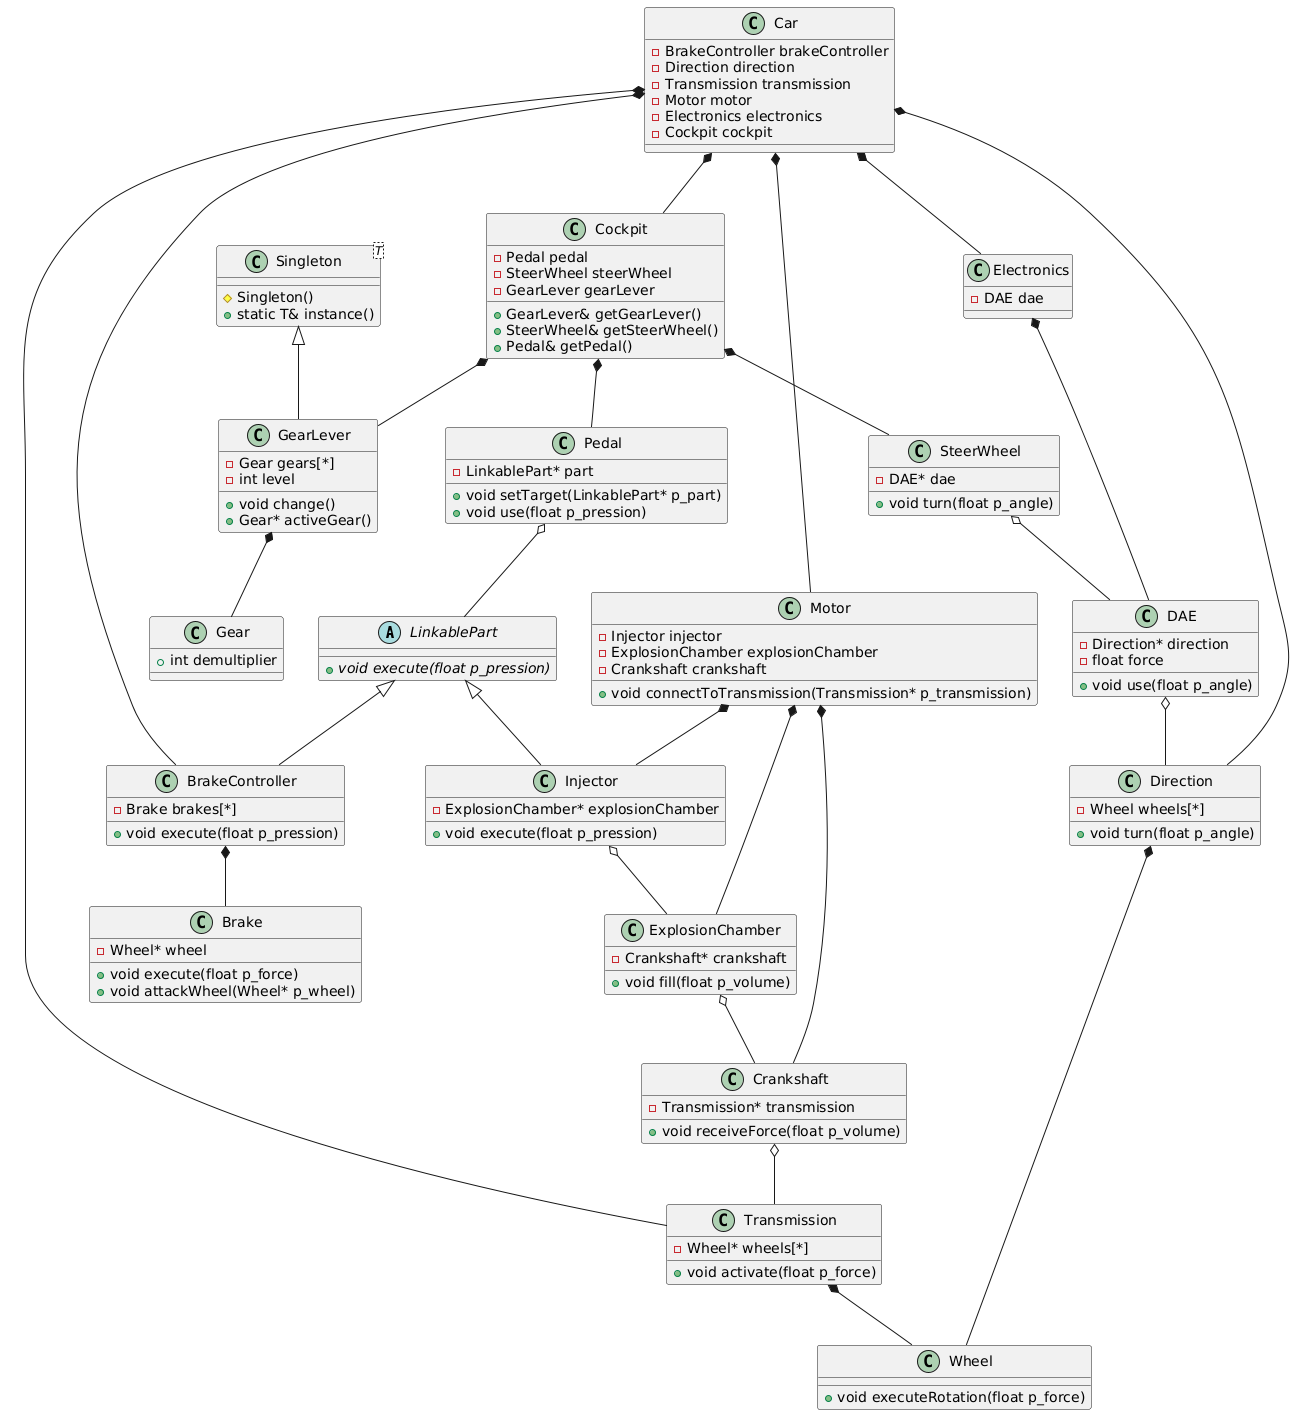 C Car
BrakeController brakeController
Direction direction
Transmission transmission
Motor motor
Electronics electronics
Cockpit cockpit
C Cockpit
Pedal pedal
SteerWheel steerWheel
GearLever gearLever
GearLever& getGearLever()
SteerWheel& getSteerWheel()
Pedal& getPedal()
C Singleton T
Singleton()
static T& instance()
C Electronics
DAE dae
C GearLever
Gear gears[*]
int level
void change()
Gear* activeGear()
C Pedal
LinkablePart* part
void setTarget(LinkablePart* p_part)
void use(float p_pression)
C SteerWheel
DAE* dae
void turn(float p_angle)
C Gear
int demultiplier
A LinkablePart
void execute(float p_pression)
C Motor
Injector injector
ExplosionChamber explosionChamber
Crankshaft crankshaft
void connectToTransmission(Transmission* p_transmission)
C DAE
Direction* direction
float force
void use(float p_angle)
C BrakeController
Brake brakes[*]
void execute(float p_pression)
C Injector
ExplosionChamber* explosionChamber
void execute(float p_pression)
C Direction
Wheel wheels[*]
void turn(float p_angle)
C Brake
Wheel* wheel
void execute(float p_force)
void attackWheel(Wheel* p_wheel)
C ExplosionChamber
Crankshaft* crankshaft
void fill(float p_volume)
C Crankshaft
Transmission* transmission
void receiveForce(float p_volume)
C Transmission
Wheel* wheels[*]
void activate(float p_force)
C Wheel
void executeRotation(float p_force)